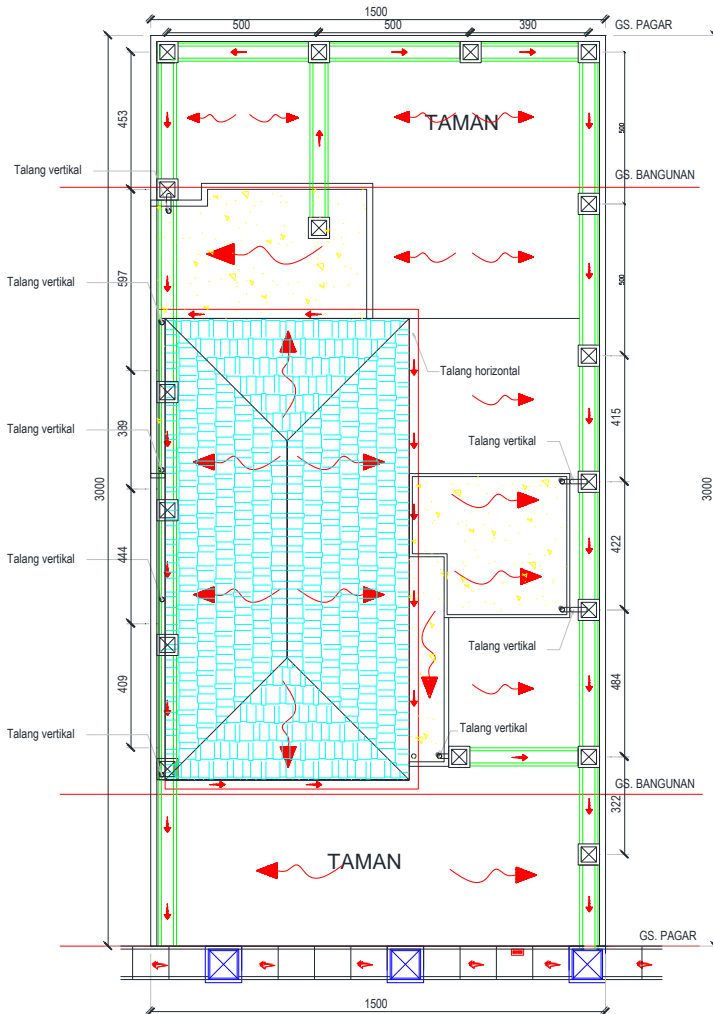 1500
GS. PAGAR
500
500
390
453
TAMAN
500
Talang vertikal
GS. BANGUNAN
597
500
Talang vertikal
Talang horizontal
389
415
Talang vertikal
Talang vertikal
3000
3000
422
444
Talang vertikal
Talang vertikal
409
484
Talang vertikal
Talang vertikal
GS. BANGUNAN
322
TAMAN
GS. PAGAR
1500